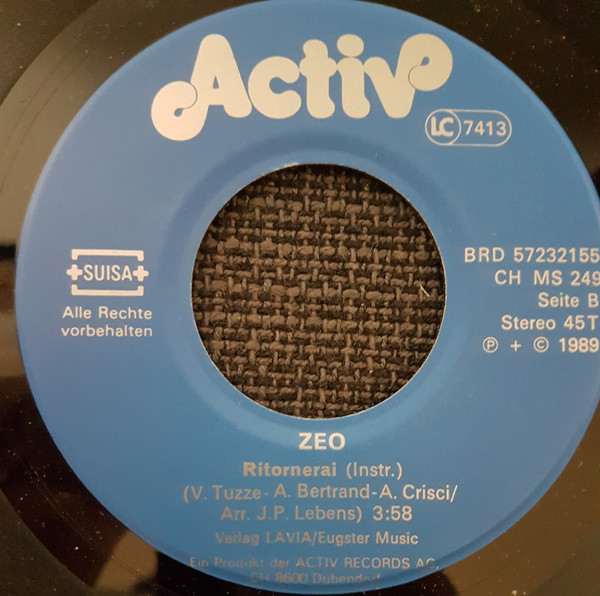 Activ
LC 7413
SUISA
Alle Rechte
vorbehalten
BRD 57232155
CH MS 249
Seite B
Stereo 45T
℗ + © 1989
ZEO
Ritornerai (Instr.)
(V. Tuzze-A. Bertrand-A. Crisci/
Arr. J.P. Lebens) 3:58
Verlag LAVIA/Eugster Music
Ein Produkt der ACTIV RECORDS AG,
CH 8600 Dübendorf